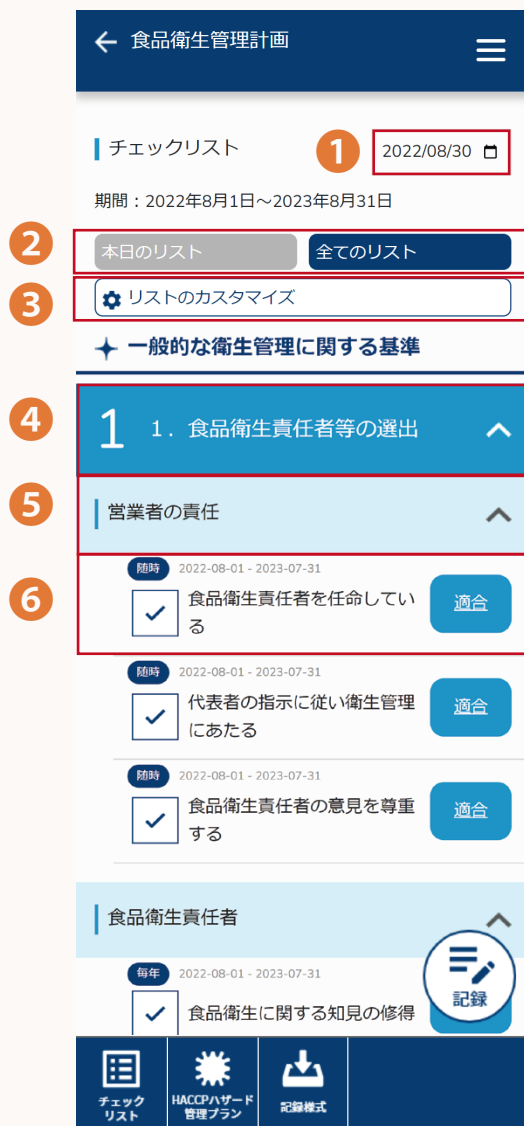 食品衛生管理計画
チェックリスト
1
2022/08/30
期間：2022年8月1日～2023年8月31日
2
本日のリスト
全てのリスト
3
リストのカスタマイズ
一般的な衛生管理に関する基準
4
1 1．食品衛生責任者等の選出
5
営業者の責任
6
随時 2022-08-01 - 2023-07-31
食品衛生責任者を任命してい
る
適合
随時 2022-08-01 - 2023-07-31
代表者の指示に従い衛生管理
にあたる
適合
随時 2022-08-01 - 2023-07-31
食品衛生責任者の意見を尊重
する
適合
食品衛生責任者
毎年 2022-08-01 - 2023-07-31
食品衛生に関する知見の修得
記録
チェック
リスト
HACCPハザード
管理プラン
記録様式